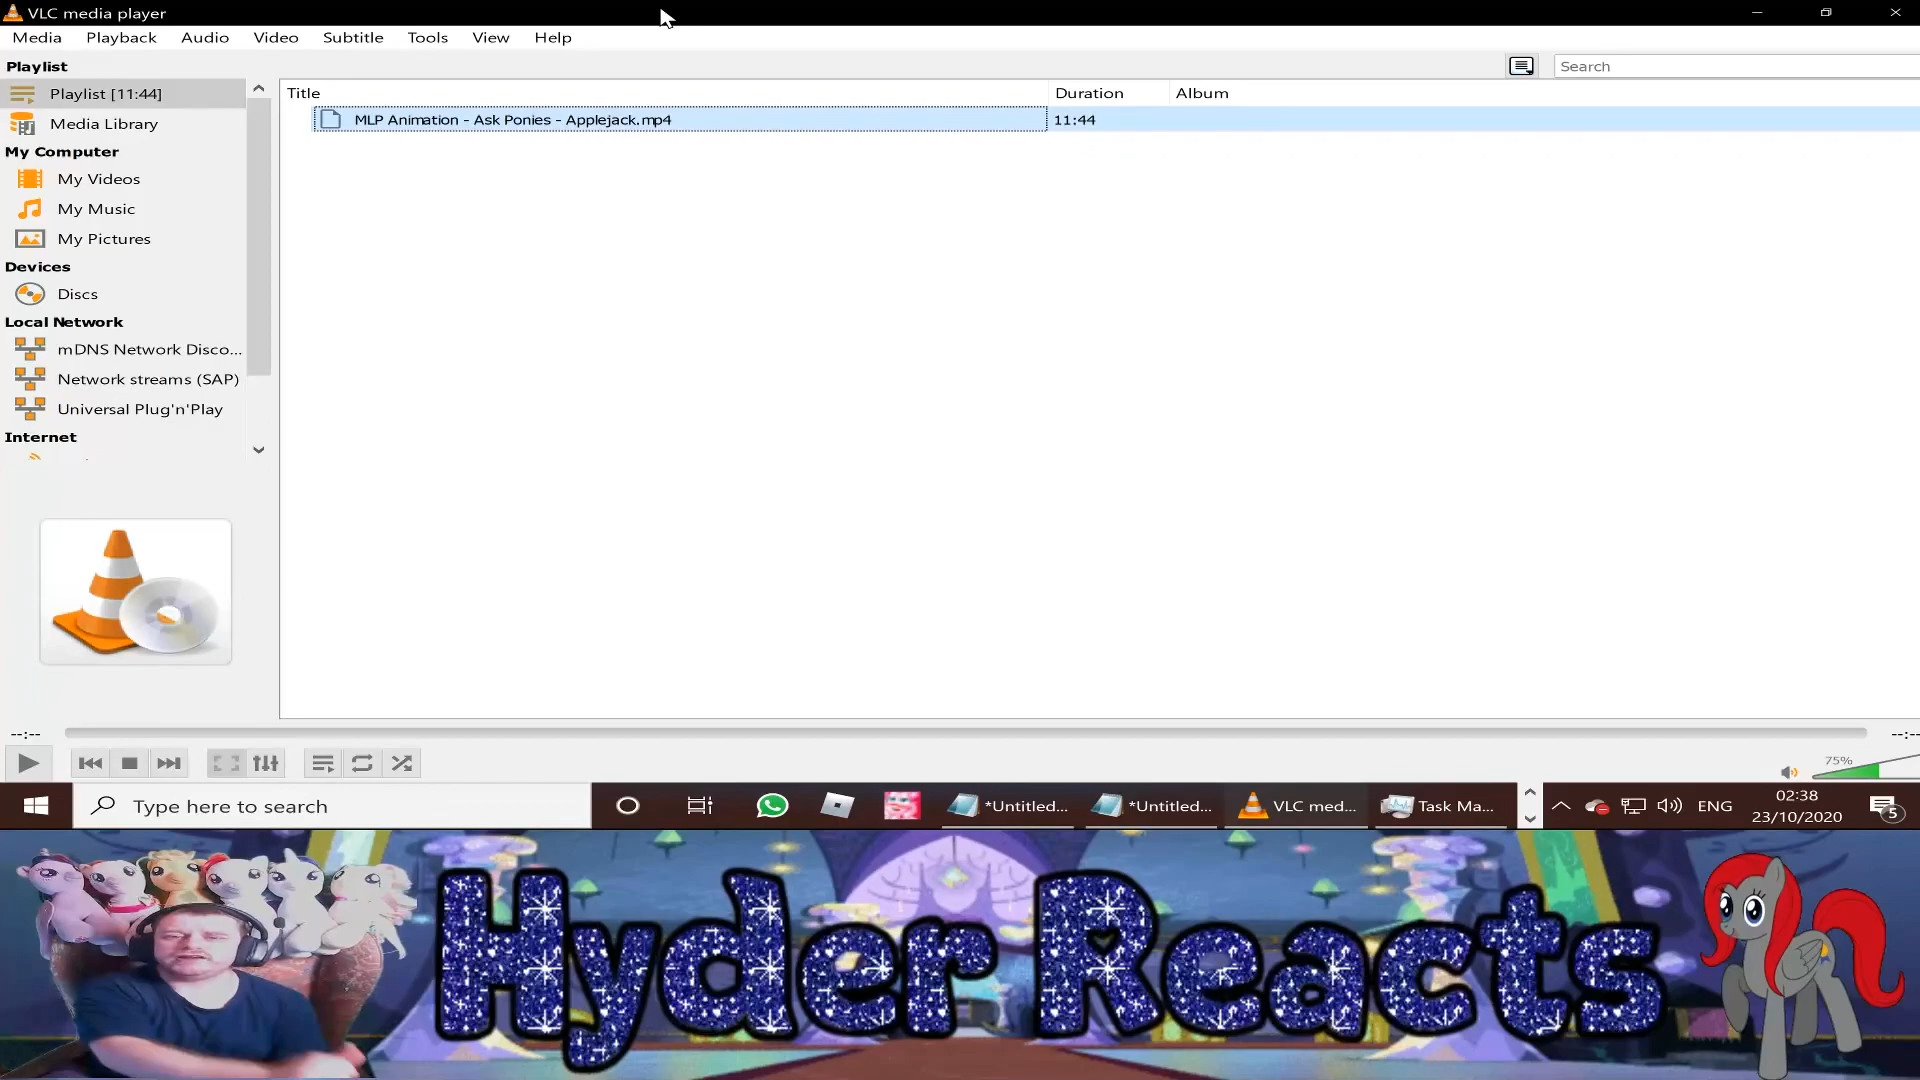 VLC media player
Media Playback Audio Video Subtitle Tools View Help
Playlist
Search
Playlist [11:44]
Media Library
My Computer
My Videos
My Music
My Pictures
Devices
Discs
Local Network
mDNS Network Disco...
Network streams (SAP)
Universal Plug'n'Play
Internet
Title Duration Album
MLP Animation - Ask Ponies - Applejack.mp4 11:44
--:-- --:--
75%
Type here to search
*Untitled... *Untitled... VLC med... Task Ma...
ENG
02:38
23/10/2020
5
Hyder Reacts